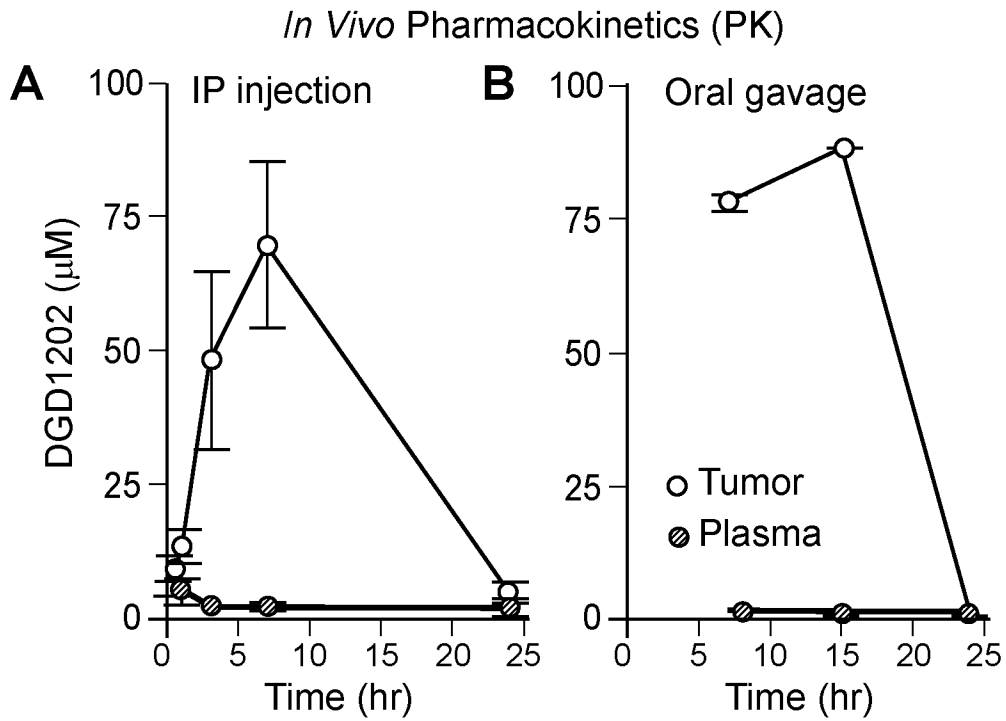 In Vivo Pharmacokinetics (PK)
A
IP injection
100
75
50
25
0
DGD1202 (μM)
0 5 10 15 20 25
Time (hr)
B
Oral gavage
100
75
50
25
0
Tumor
Plasma
0 5 10 15 20 25
Time (hr)